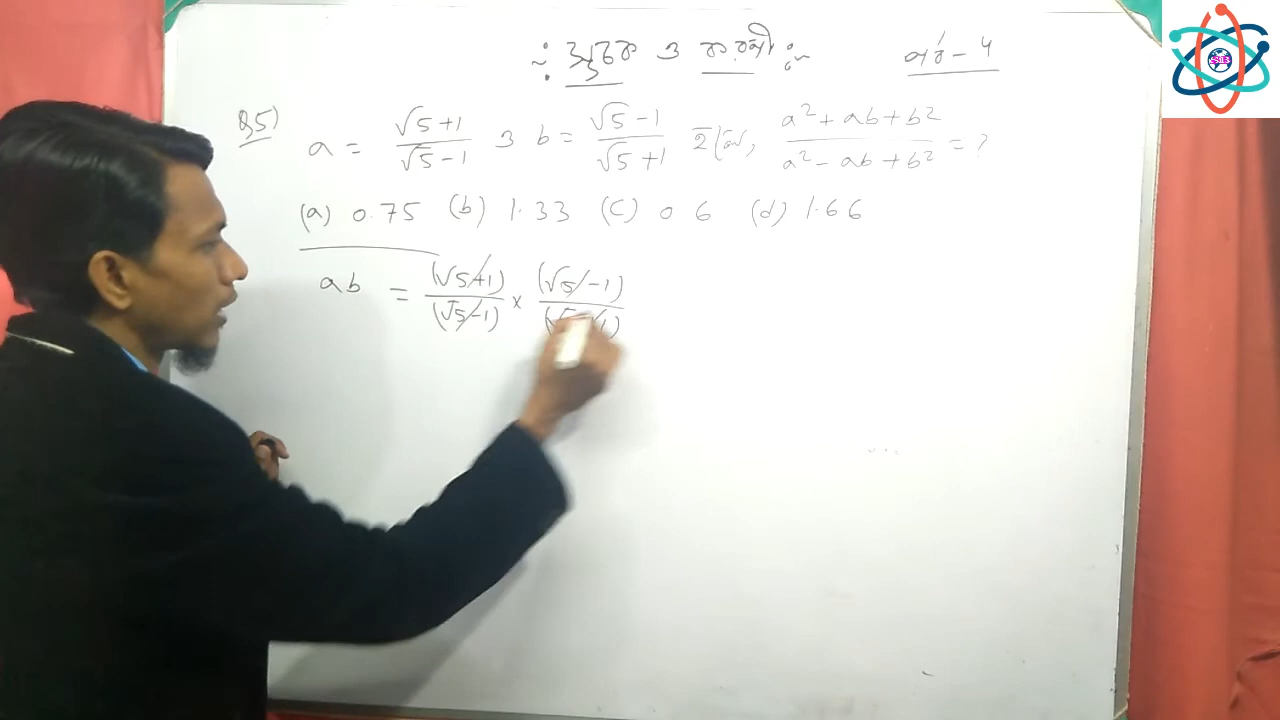 ∴ সূচক ও করণী :~ পার্ট - 4
Q5) a = (√5+1)/(√5-1) ও b = (√5-1)/(√5+1) হলে, (a²+ab+b²)/(a²-ab+b²) = ?
(a) 0.75 (b) 1.33 (c) 0 6 (d) 1.66
ab = (√5+1)/(√5-1) × (√5-1)/(√5+1)